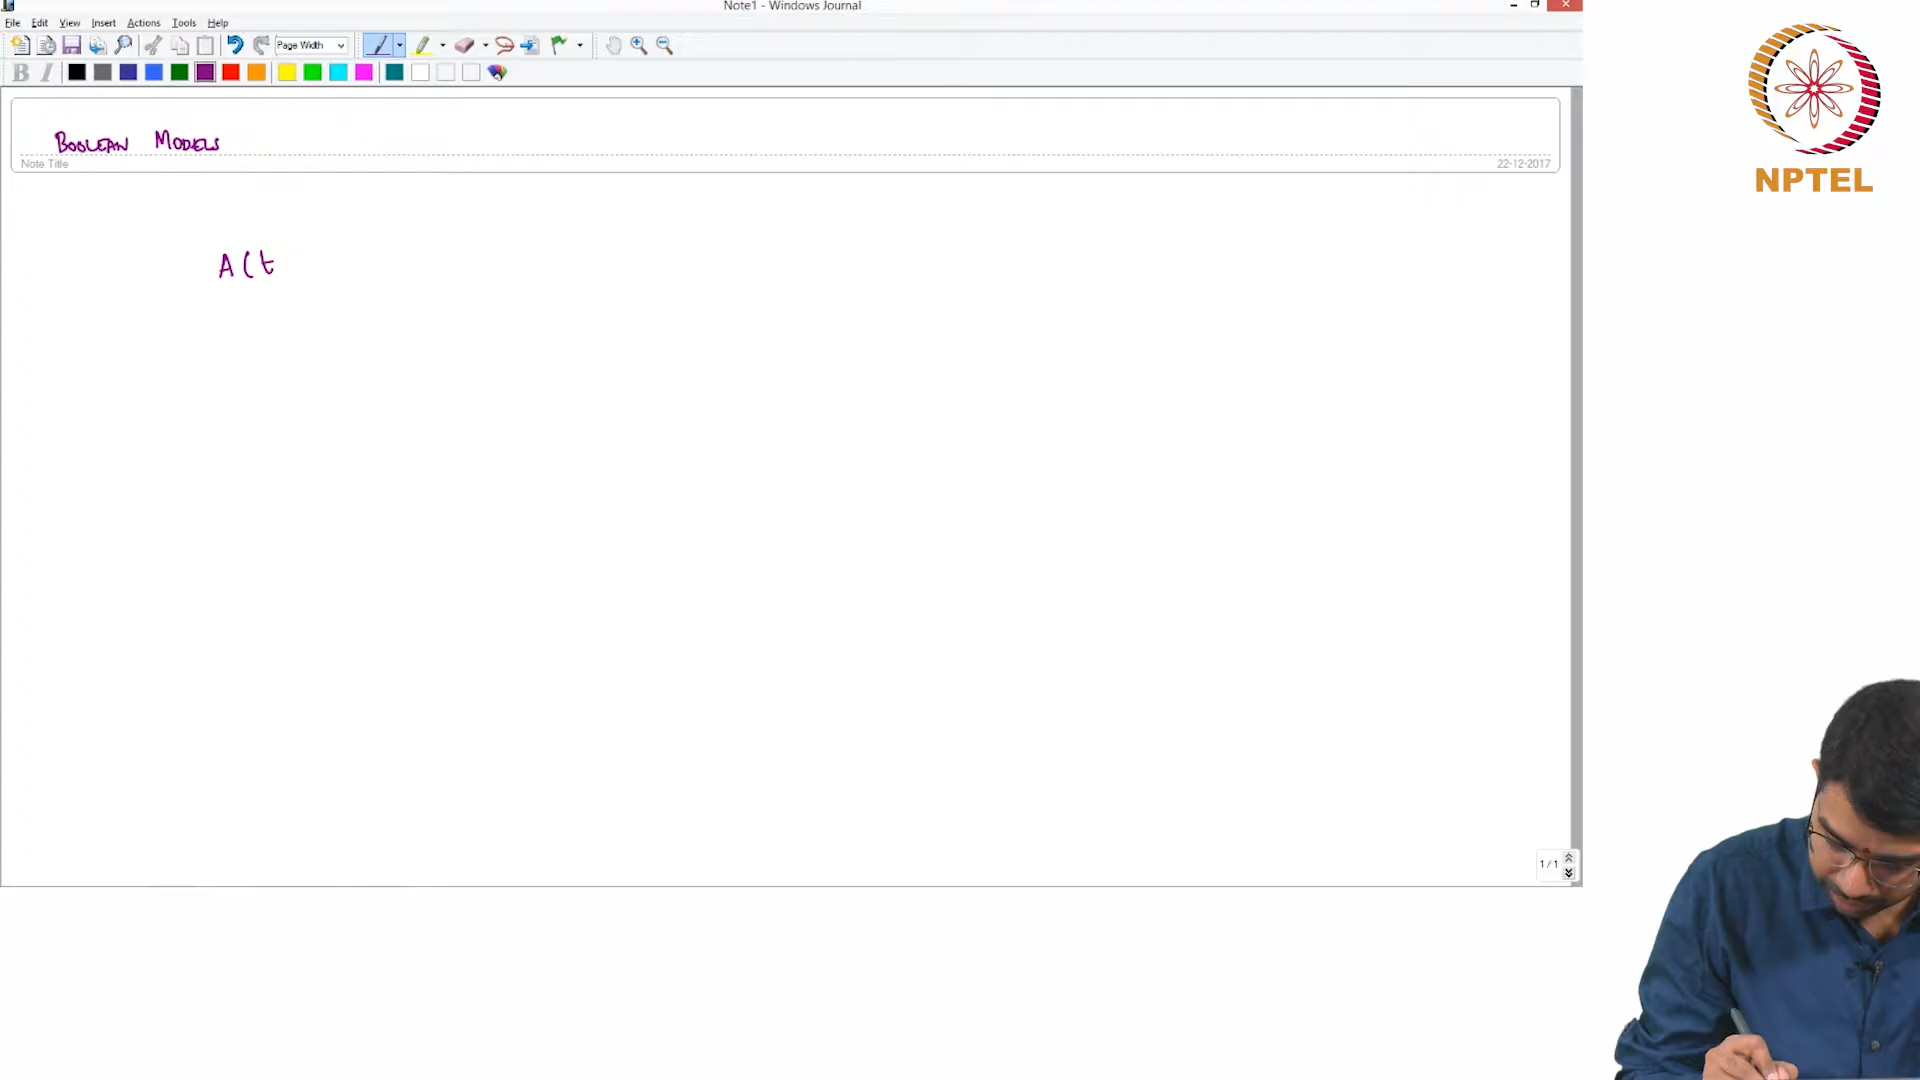 Note1 - Windows Journal
File Edit View Insert Actions Tools Help
Page Width
B I
BOOLEAN MODELS
Note Title
22-12-2017
A(t
1 / 1
NPTEL